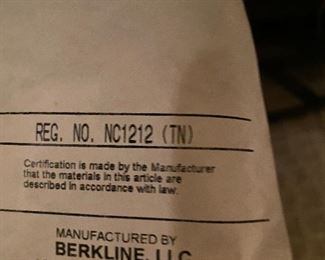 REG. NO. NC1212 (TN)
Certification is made by the Manufacturer
that the materials in this article are
described in accordance with law.
MANUFACTURED BY
BERKLINE, LLC